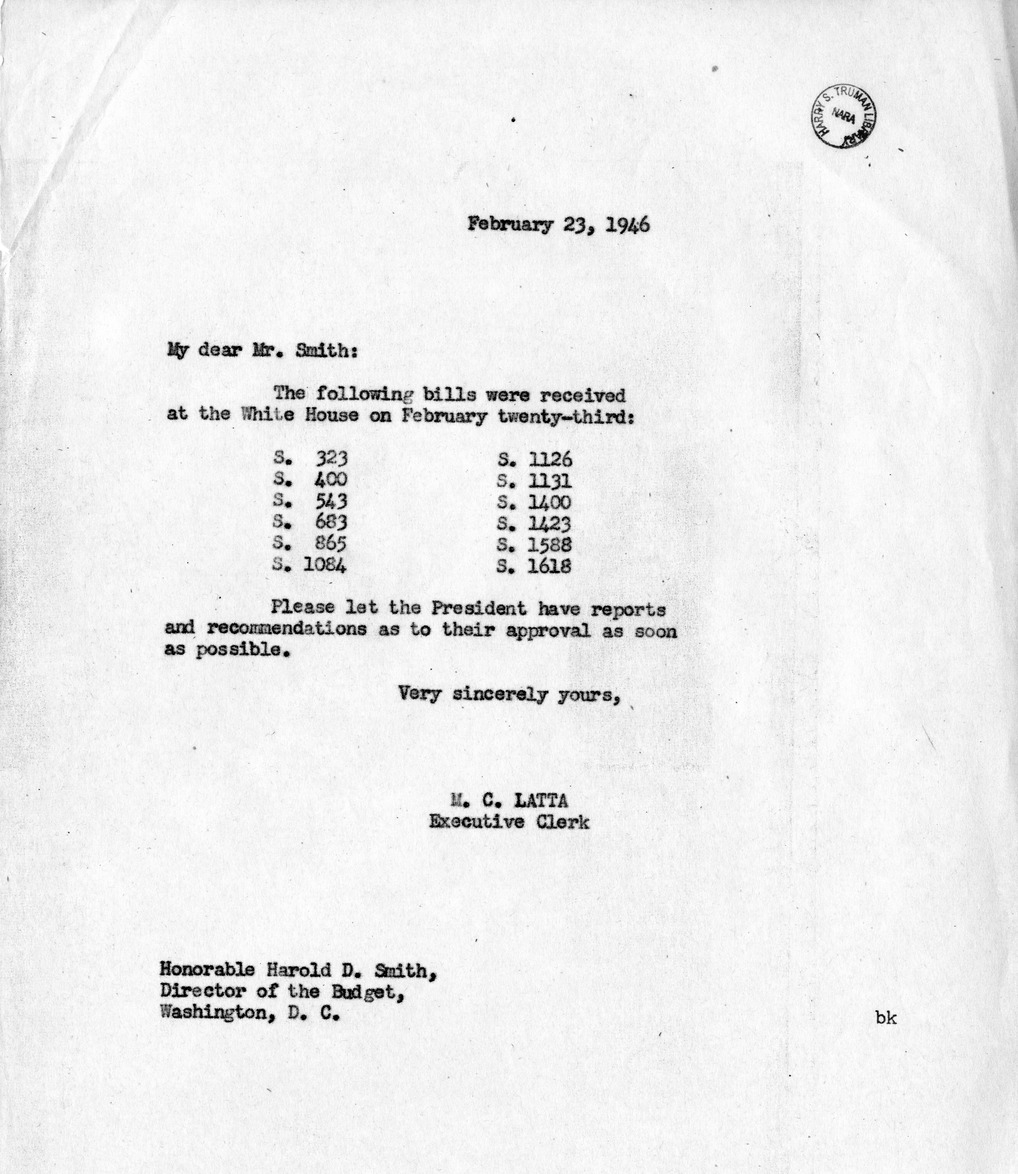 HARRY S. TRUMAN LIBRARY
NARA
February 23, 1946
My dear Mr. Smith:
The following bills were received
at the White House on February twenty-third:
S. 323 S. 1126
S. 400 S. 1131
S. 543 S. 1400
S. 683 S. 1423
S. 865 S. 1588
S. 1084 S. 1618
Please let the President have reports
and recommendations as to their approval as soon
as possible.
Very sincerely yours,
M. C. LATTA
Executive Clerk
Honorable Harold D. Smith,
Director of the Budget,
Washington, D. C.
bk